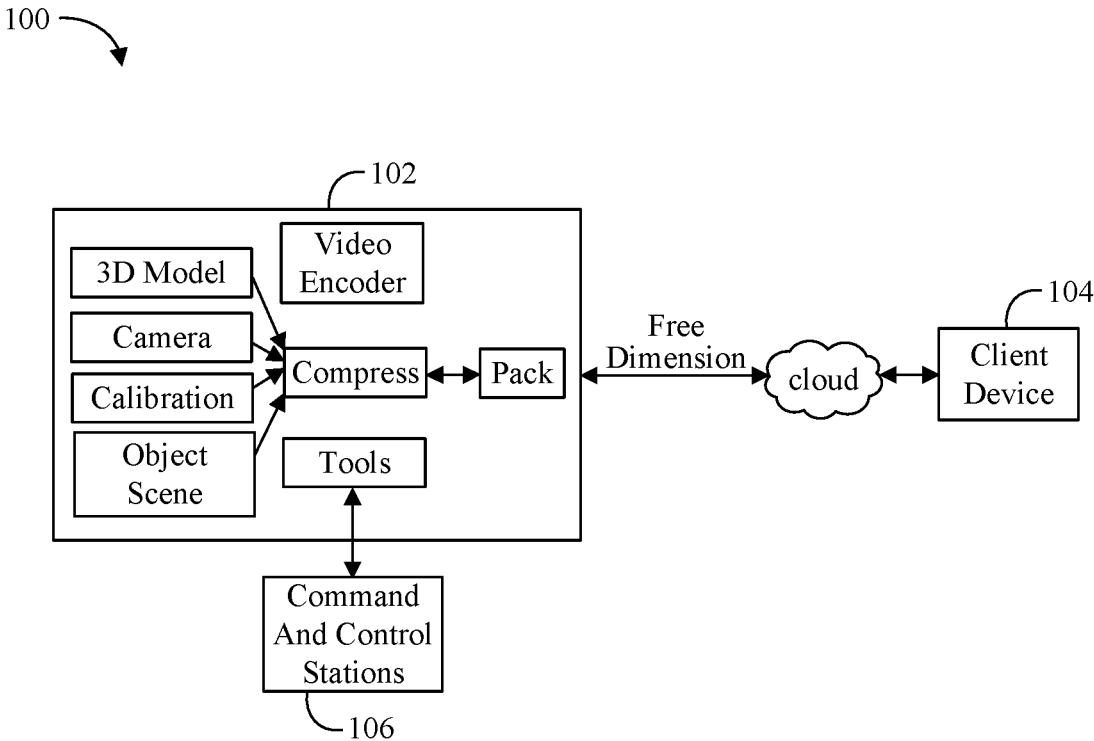 100
102
3D Model
Camera
Calibration
Object
Scene
Video
Encoder
Compress
Pack
Tools
Free
Dimension
cloud
104
Client
Device
Command
And Control
Stations
106